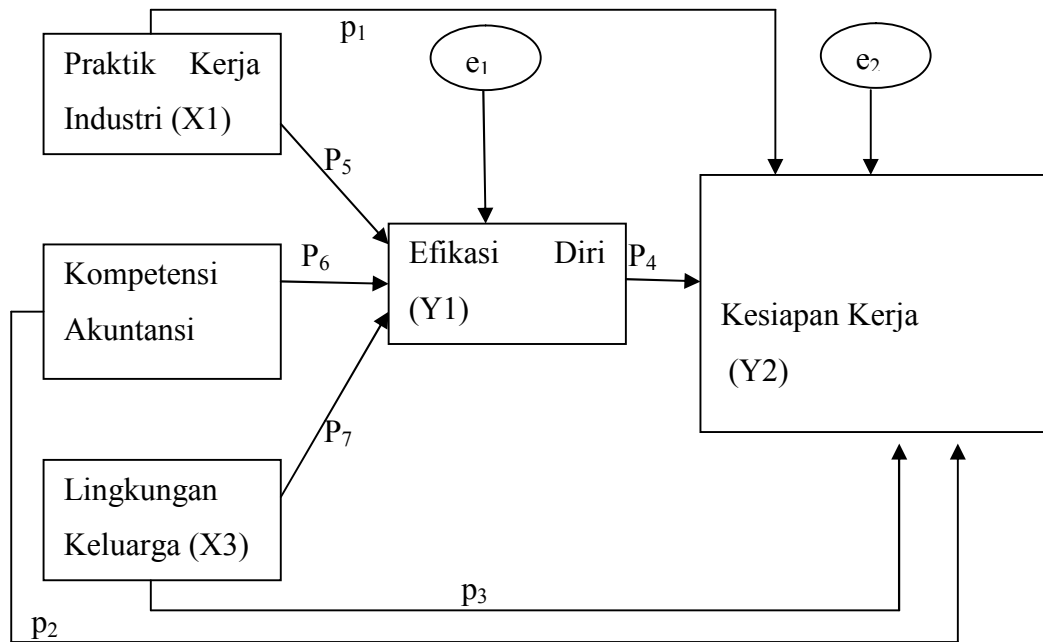 p₁
Praktik Kerja
Industri (X1)
e₁
e₂
P₅
Kompetensi
Akuntansi
P₆
Efikasi Diri
(Y1)
P₄
Kesiapan Kerja
(Y2)
P₇
Lingkungan
Keluarga (X3)
p₃
p₂